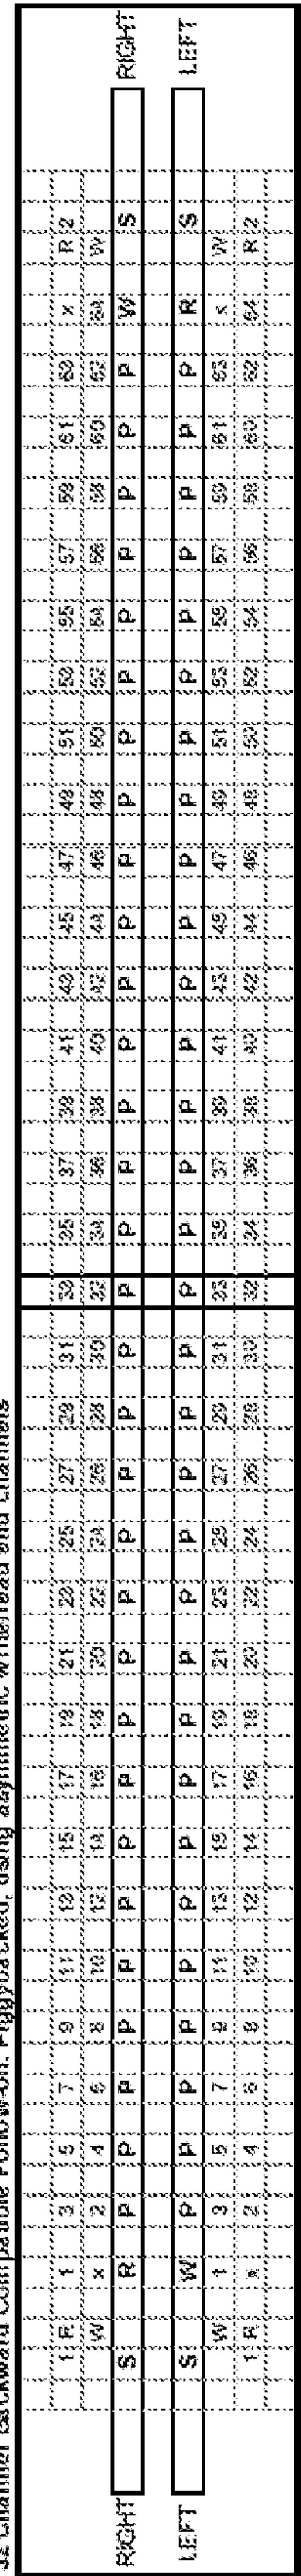 32 Channel Backward Compatible Follow-on: Piggybacked, using asymmetric write/read end channels
1 R 1 3 5 7 9 11 13 15 17 19 21 23 25 27 29 31 33 35 37 39 41 43 45 47 49 51 53 55 57 59 61 63 x R 2
W x 2 4 6 8 10 12 14 16 18 20 22 24 26 28 30 32 34 36 38 40 42 44 46 48 50 52 54 56 58 60 62 64 W
RIGHT S R P P P P P P P P P P P P P P P P P P P P P P P P P P P P P P P W S RIGHT
LEFT S W P P P P P P P P P P P P P P P P P P P P P P P P P P P P P P P R S LEFT
W 1 3 5 7 9 11 13 15 17 19 21 23 25 27 29 31 33 35 37 39 41 43 45 47 49 51 53 55 57 59 61 63 x W
1 R x 2 4 6 8 10 12 14 16 18 20 22 24 26 28 30 32 34 36 38 40 42 44 46 48 50 52 54 56 58 60 62 64 R 2